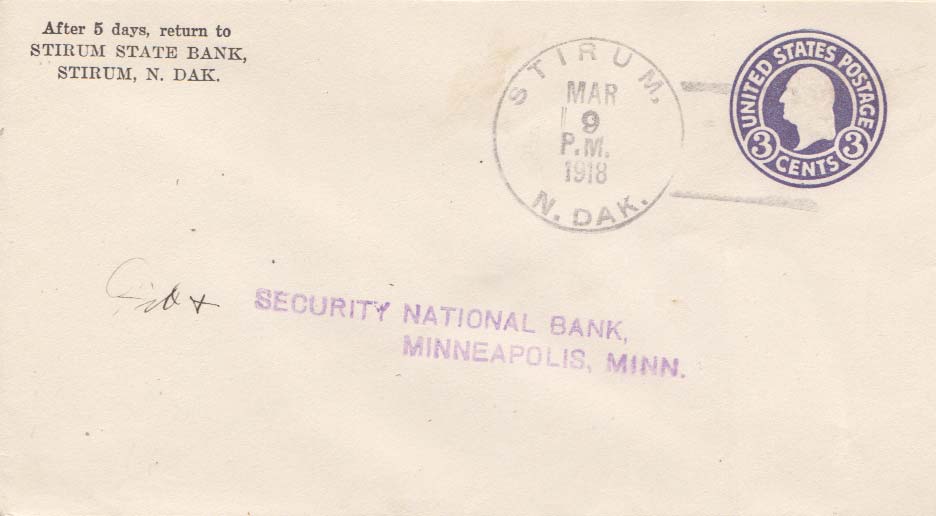 After 5 days, return to
STIRUM STATE BANK,
STIRUM, N. DAK.
STIRUM,
MAR
9
P.M.
1918
N. DAK.
UNITED STATES POSTAGE
3 CENTS 3
SECURITY NATIONAL BANK,
MINNEAPOLIS, MINN.